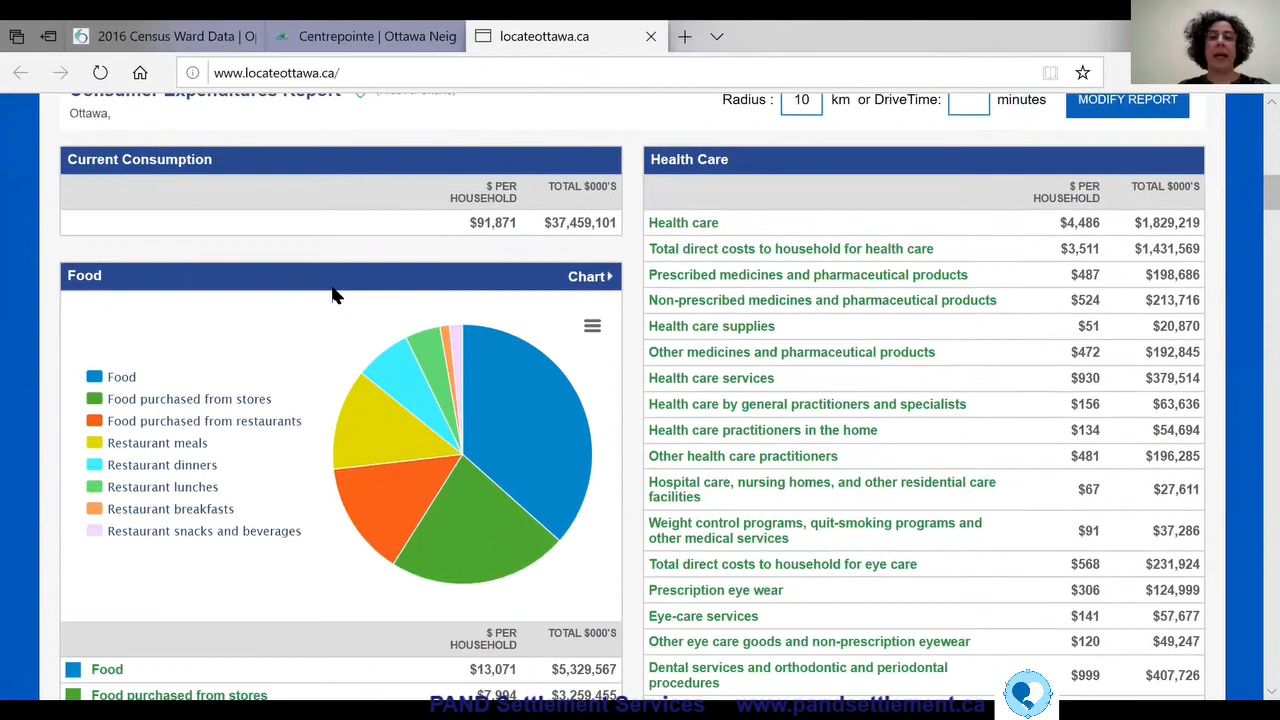 2016 Census Ward Data | O
Centrepointe | Ottawa Neig
locateottawa.ca
www.locateottawa.ca/
Consumer Expenditures Report
Ottawa,
Radius : 10 km or DriveTime: minutes
MODIFY REPORT
Current Consumption
$ PER HOUSEHOLD TOTAL $000'S
$91,871 $37,459,101
Food Chart
Food
Food purchased from stores
Food purchased from restaurants
Restaurant meals
Restaurant dinners
Restaurant lunches
Restaurant breakfasts
Restaurant snacks and beverages
$ PER HOUSEHOLD TOTAL $000'S
Food $13,071 $5,329,567
Food purchased from stores $7,994 $3,259,455
Health Care
$ PER HOUSEHOLD TOTAL $000'S
Health care $4,486 $1,829,219
Total direct costs to household for health care $3,511 $1,431,569
Prescribed medicines and pharmaceutical products $487 $198,686
Non-prescribed medicines and pharmaceutical products $524 $213,716
Health care supplies $51 $20,870
Other medicines and pharmaceutical products $472 $192,845
Health care services $930 $379,514
Health care by general practitioners and specialists $156 $63,636
Health care practitioners in the home $134 $54,694
Other health care practitioners $481 $196,285
Hospital care, nursing homes, and other residential care
facilities $67 $27,611
Weight control programs, quit-smoking programs and
other medical services $91 $37,286
Total direct costs to household for eye care $568 $231,924
Prescription eye wear $306 $124,999
Eye-care services $141 $57,677
Other eye care goods and non-prescription eyewear $120 $49,247
Dental services and orthodontic and periodontal
procedures $999 $407,726
PAND Settlement Services www.pandsettlement.ca